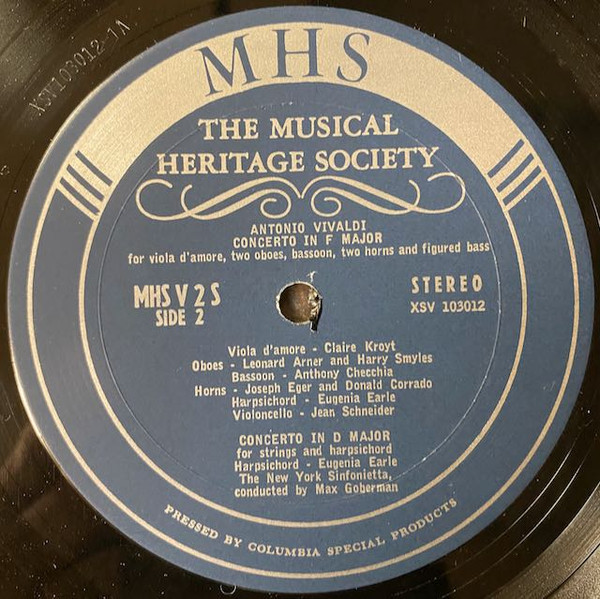 XSV103012-1A
MHS
THE MUSICAL
HERITAGE SOCIETY
ANTONIO VIVALDI
CONCERTO IN F MAJOR
for viola d'amore, two oboes, bassoon, two horns and figured bass
MHS V 2 S
SIDE 2
STEREO
XSV 103012
Viola d'amore - Claire Kroyt
Oboes - Leonard Arner and Harry Smyles
Bassoon - Anthony Checchia
Horns - Joseph Eger and Donald Corrado
Harpsichord - Eugenia Earle
Violoncello - Jean Schneider
CONCERTO IN D MAJOR
for strings and harpsichord
Harpsichord - Eugenia Earle
The New York Sinfonietta,
conducted by Max Goberman
PRESSED BY COLUMBIA SPECIAL PRODUCTS